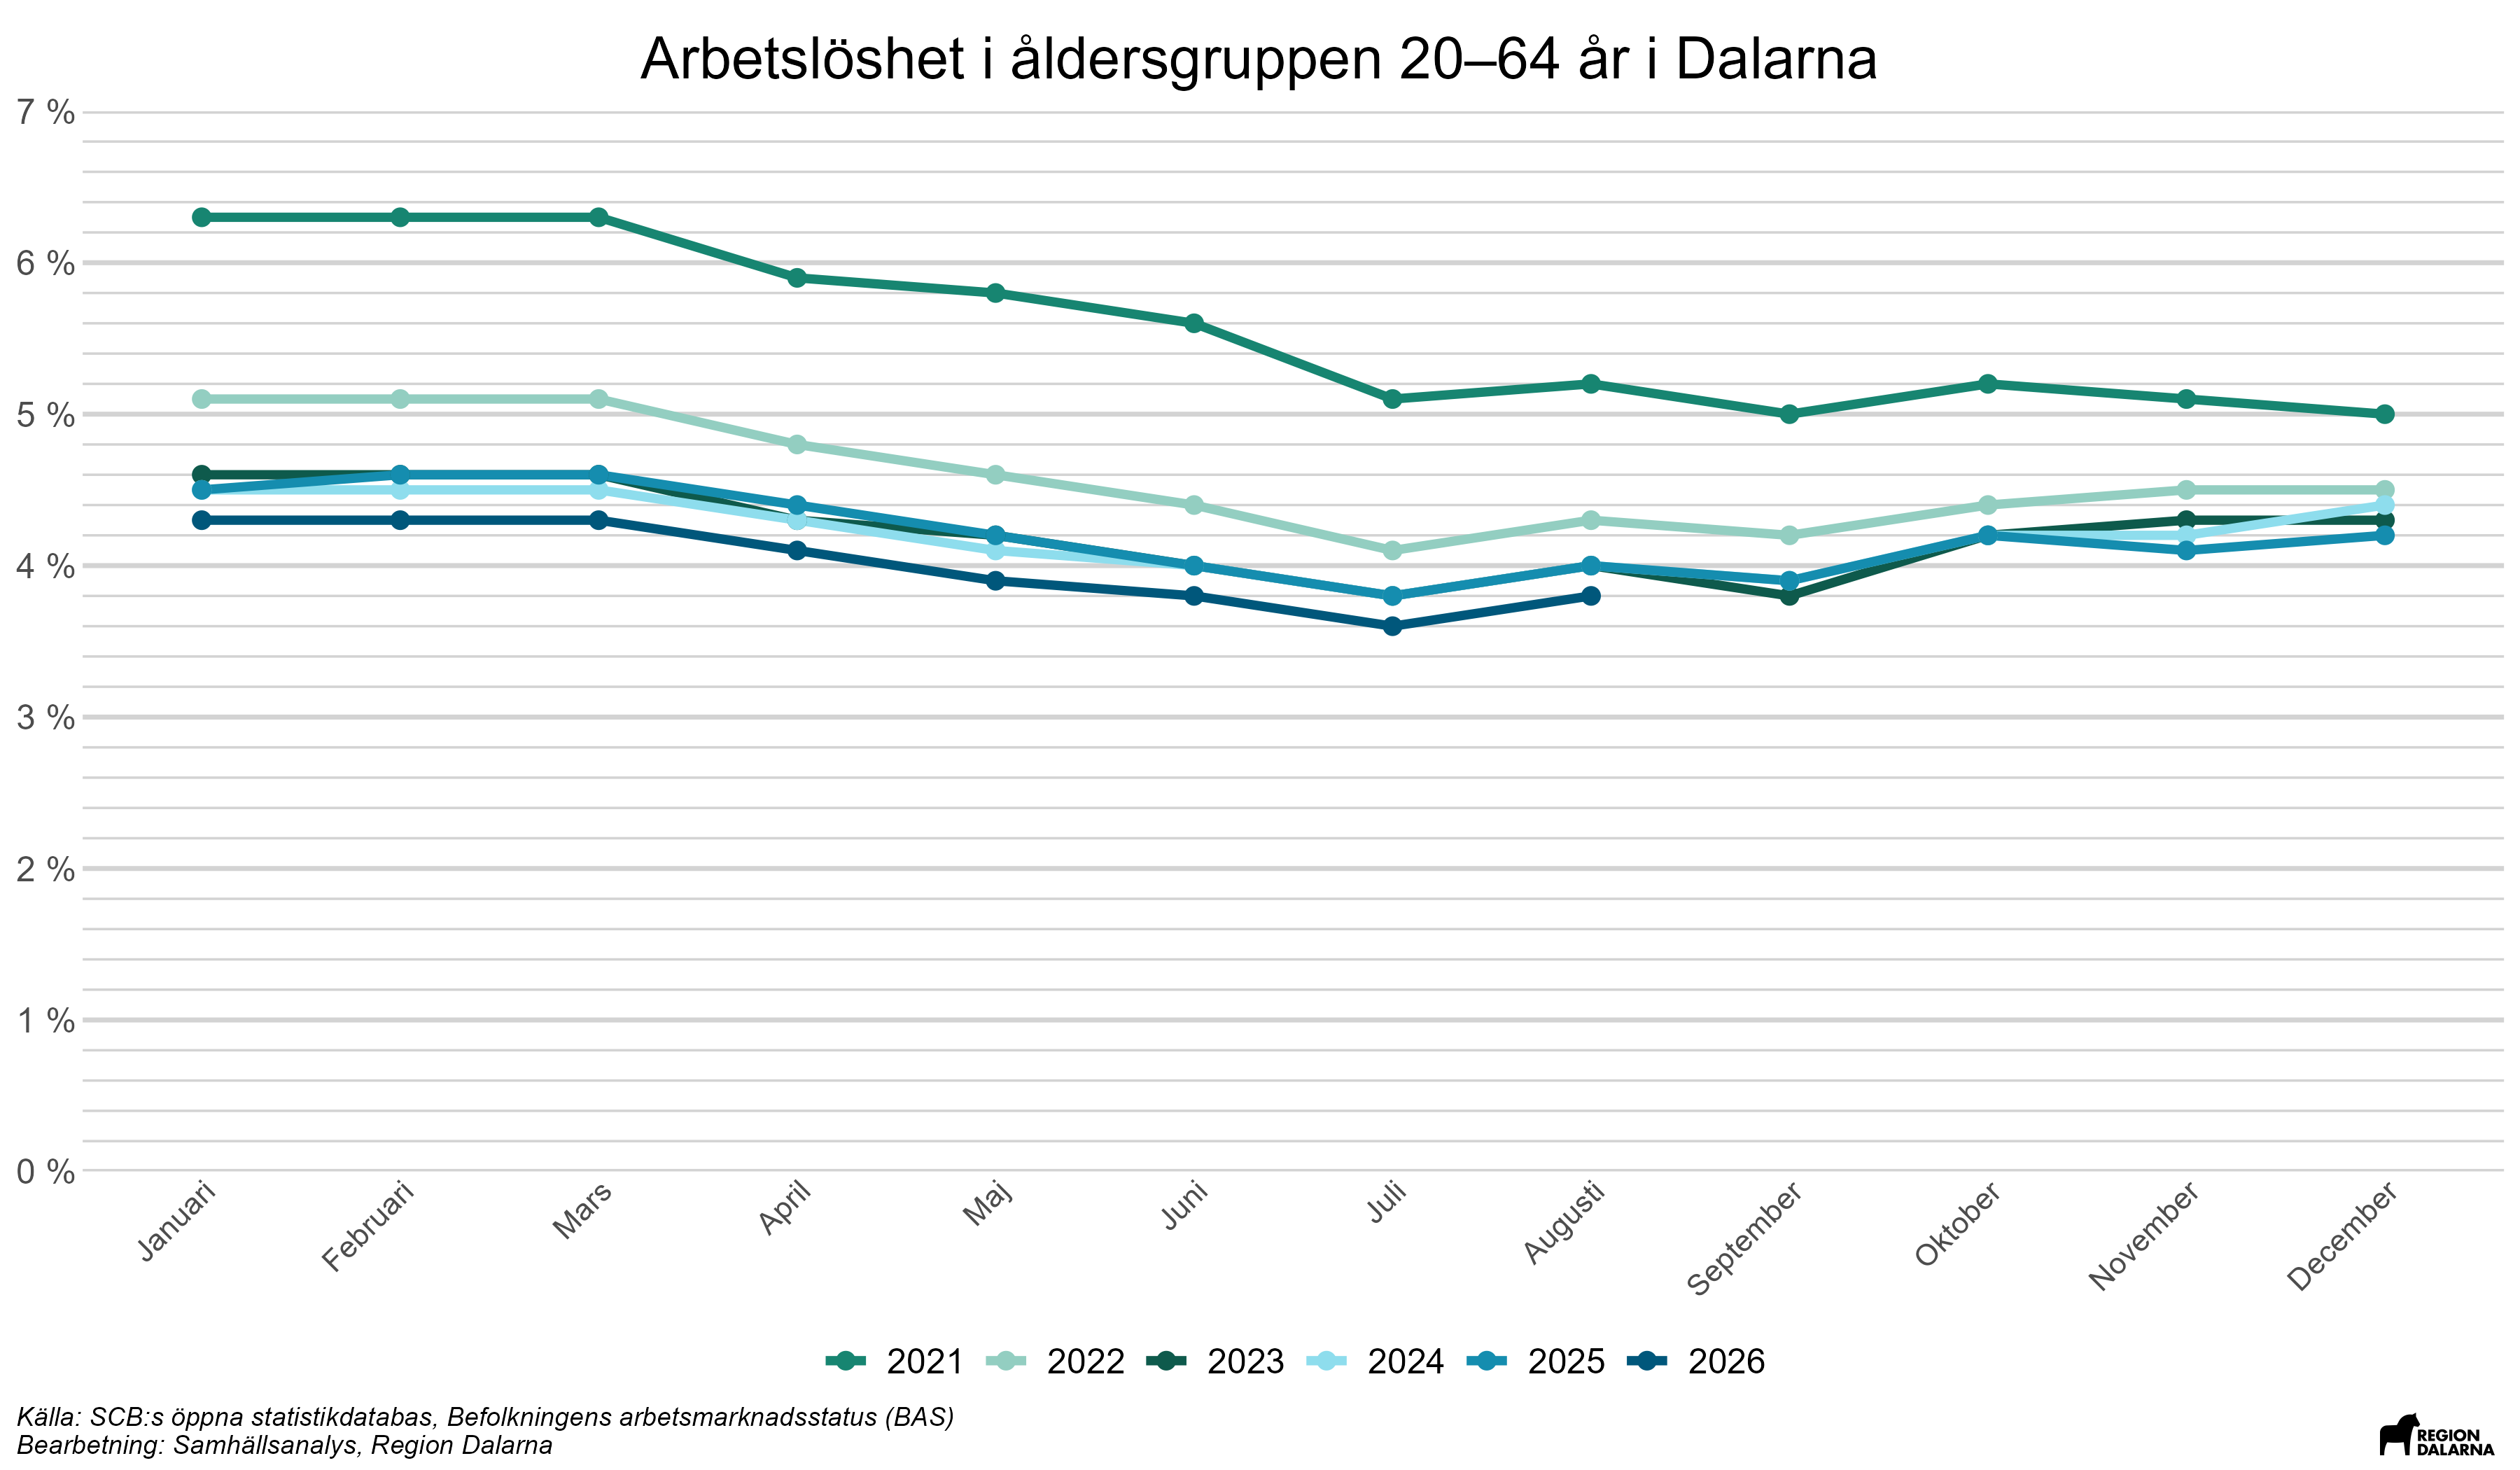 Arbetslöshet i åldersgruppen 20–64 år i Dalarna
7 %
6 %
5 %
4 %
3 %
2 %
1 %
0 %
Januari
Februari
Mars
April
Maj
Juni
Juli
Augusti
September
Oktober
November
December
2021
2022
2023
2024
2025
2026
Källa: SCB:s öppna statistikdatabas, Befolkningens arbetsmarknadsstatus (BAS)
Bearbetning: Samhällsanalys, Region Dalarna
REGION
DALARNA